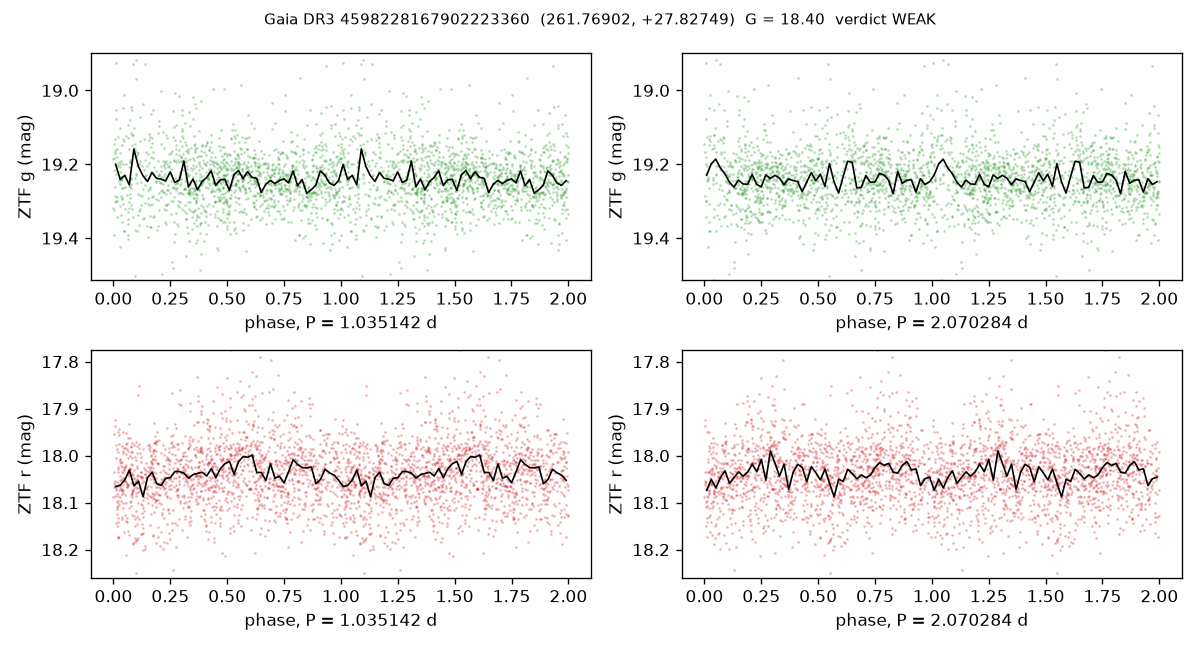 Gaia DR3 4598228167902223360 (261.76902, +27.82749) G = 18.40 verdict WEAK
ZTF g (mag)
19.0
19.2
19.4
0.00 0.25 0.50 0.75 1.00 1.25 1.50 1.75 2.00
phase, P = 1.035142 d
ZTF g (mag)
19.0
19.2
19.4
0.00 0.25 0.50 0.75 1.00 1.25 1.50 1.75 2.00
phase, P = 2.070284 d
ZTF r (mag)
17.8
17.9
18.0
18.1
18.2
0.00 0.25 0.50 0.75 1.00 1.25 1.50 1.75 2.00
phase, P = 1.035142 d
ZTF r (mag)
17.8
17.9
18.0
18.1
18.2
0.00 0.25 0.50 0.75 1.00 1.25 1.50 1.75 2.00
phase, P = 2.070284 d